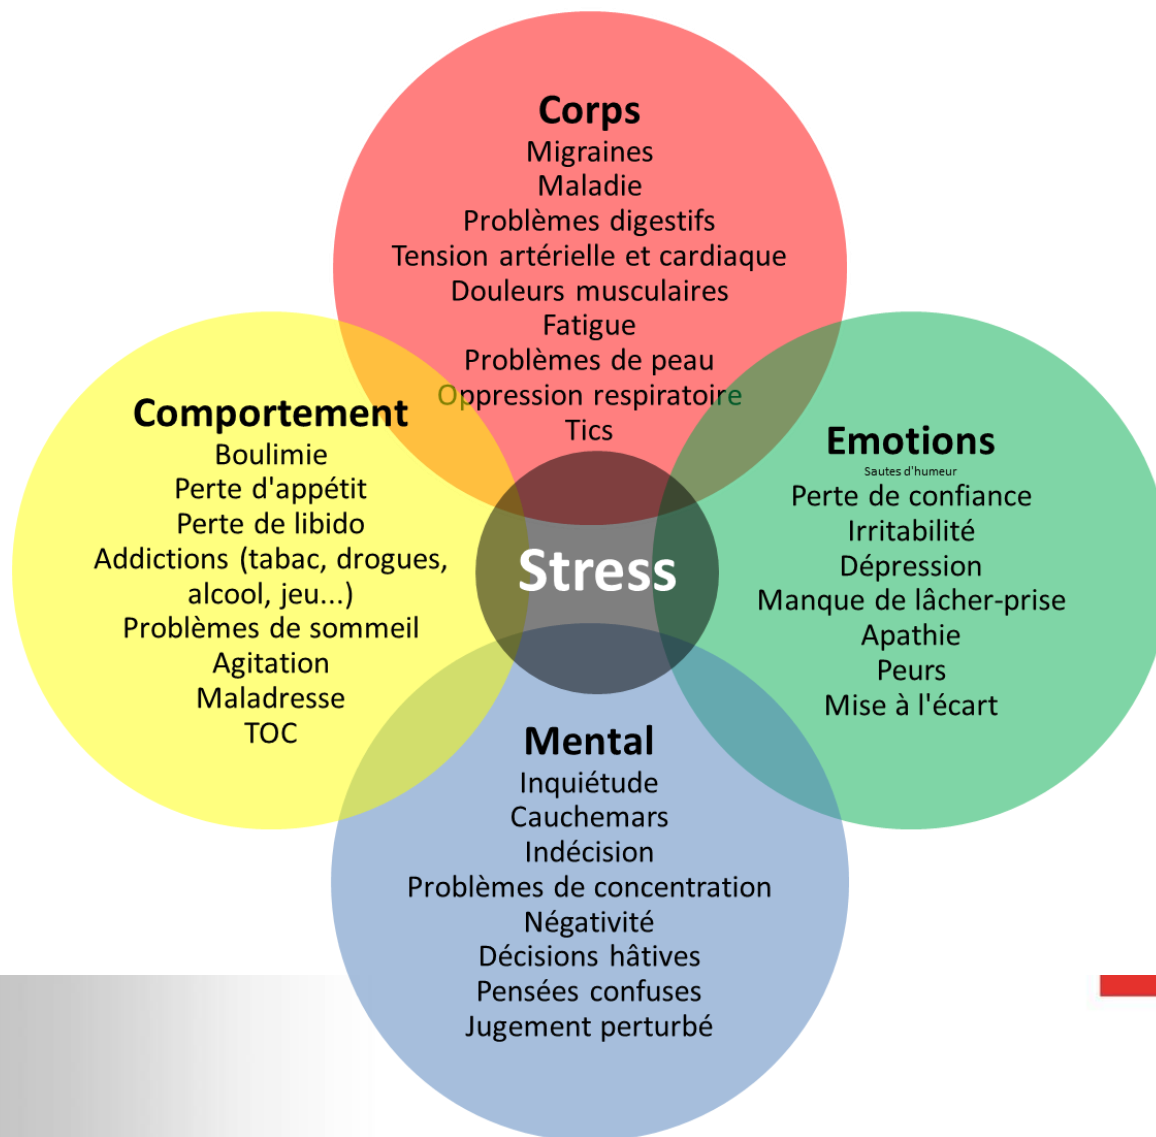 Corps
Migraines
Maladie
Problèmes digestifs
Tension artérielle et cardiaque
Douleurs musculaires
Fatigue
Problèmes de peau
Oppression respiratoire
Tics
Comportement
Boulimie
Perte d'appétit
Perte de libido
Addictions (tabac, drogues,
alcool, jeu...)
Problèmes de sommeil
Agitation
Maladresse
TOC
Stress
Emotions
Sautes d'humeur
Perte de confiance
Irritabilité
Dépression
Manque de lâcher-prise
Apathie
Peurs
Mise à l'écart
Mental
Inquiétude
Cauchemars
Indécision
Problèmes de concentration
Négativité
Décisions hâtives
Pensées confuses
Jugement perturbé